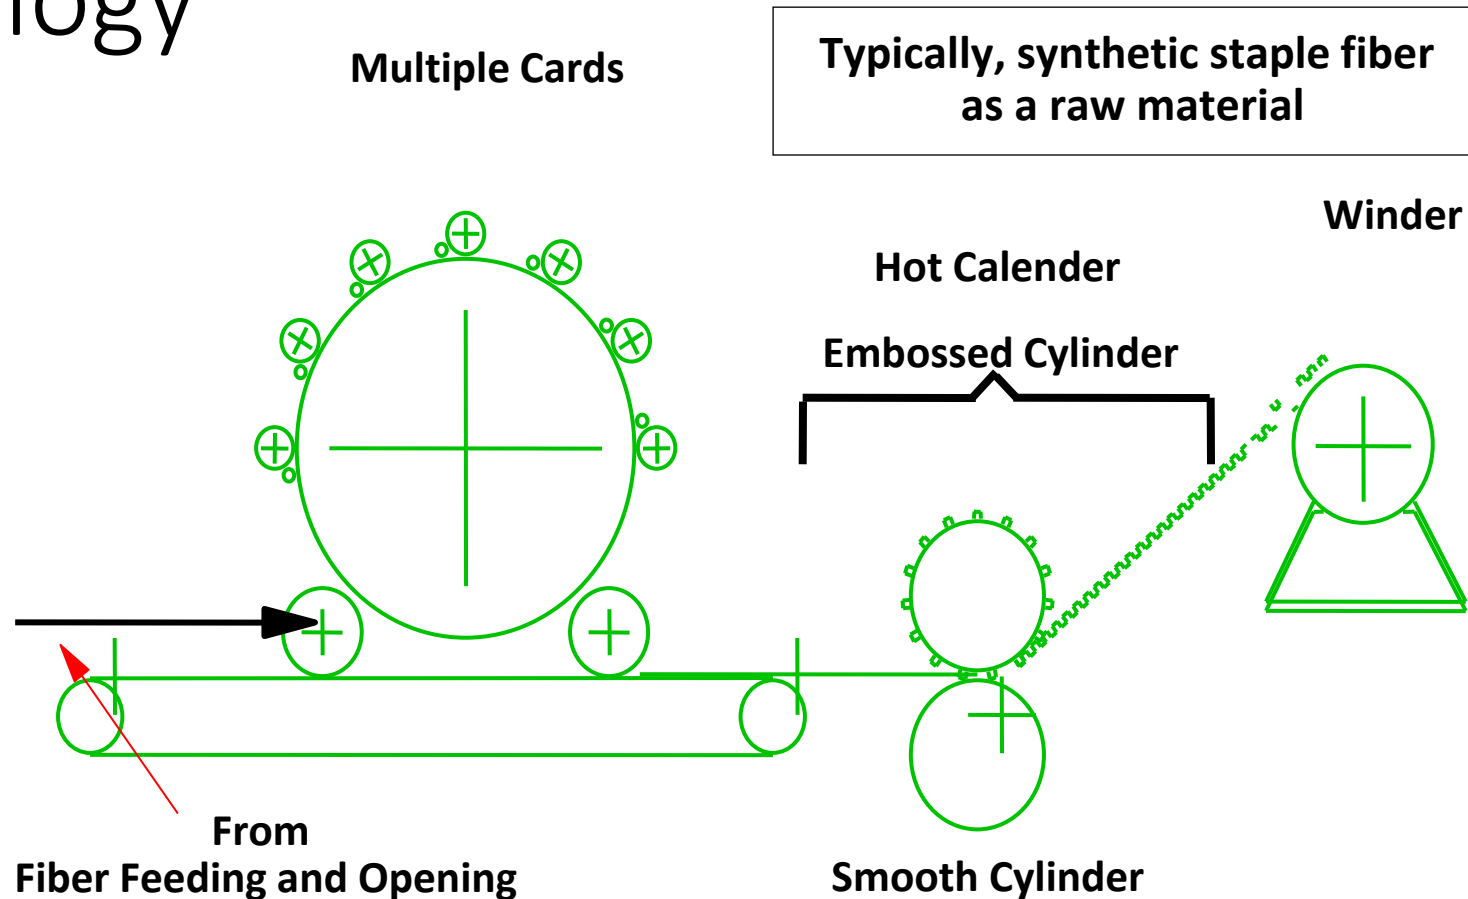 Multiple Cards
Typically, synthetic staple fiber
as a raw material
Winder
Hot Calender
Embossed Cylinder
From
Fiber Feeding and Opening
Smooth Cylinder